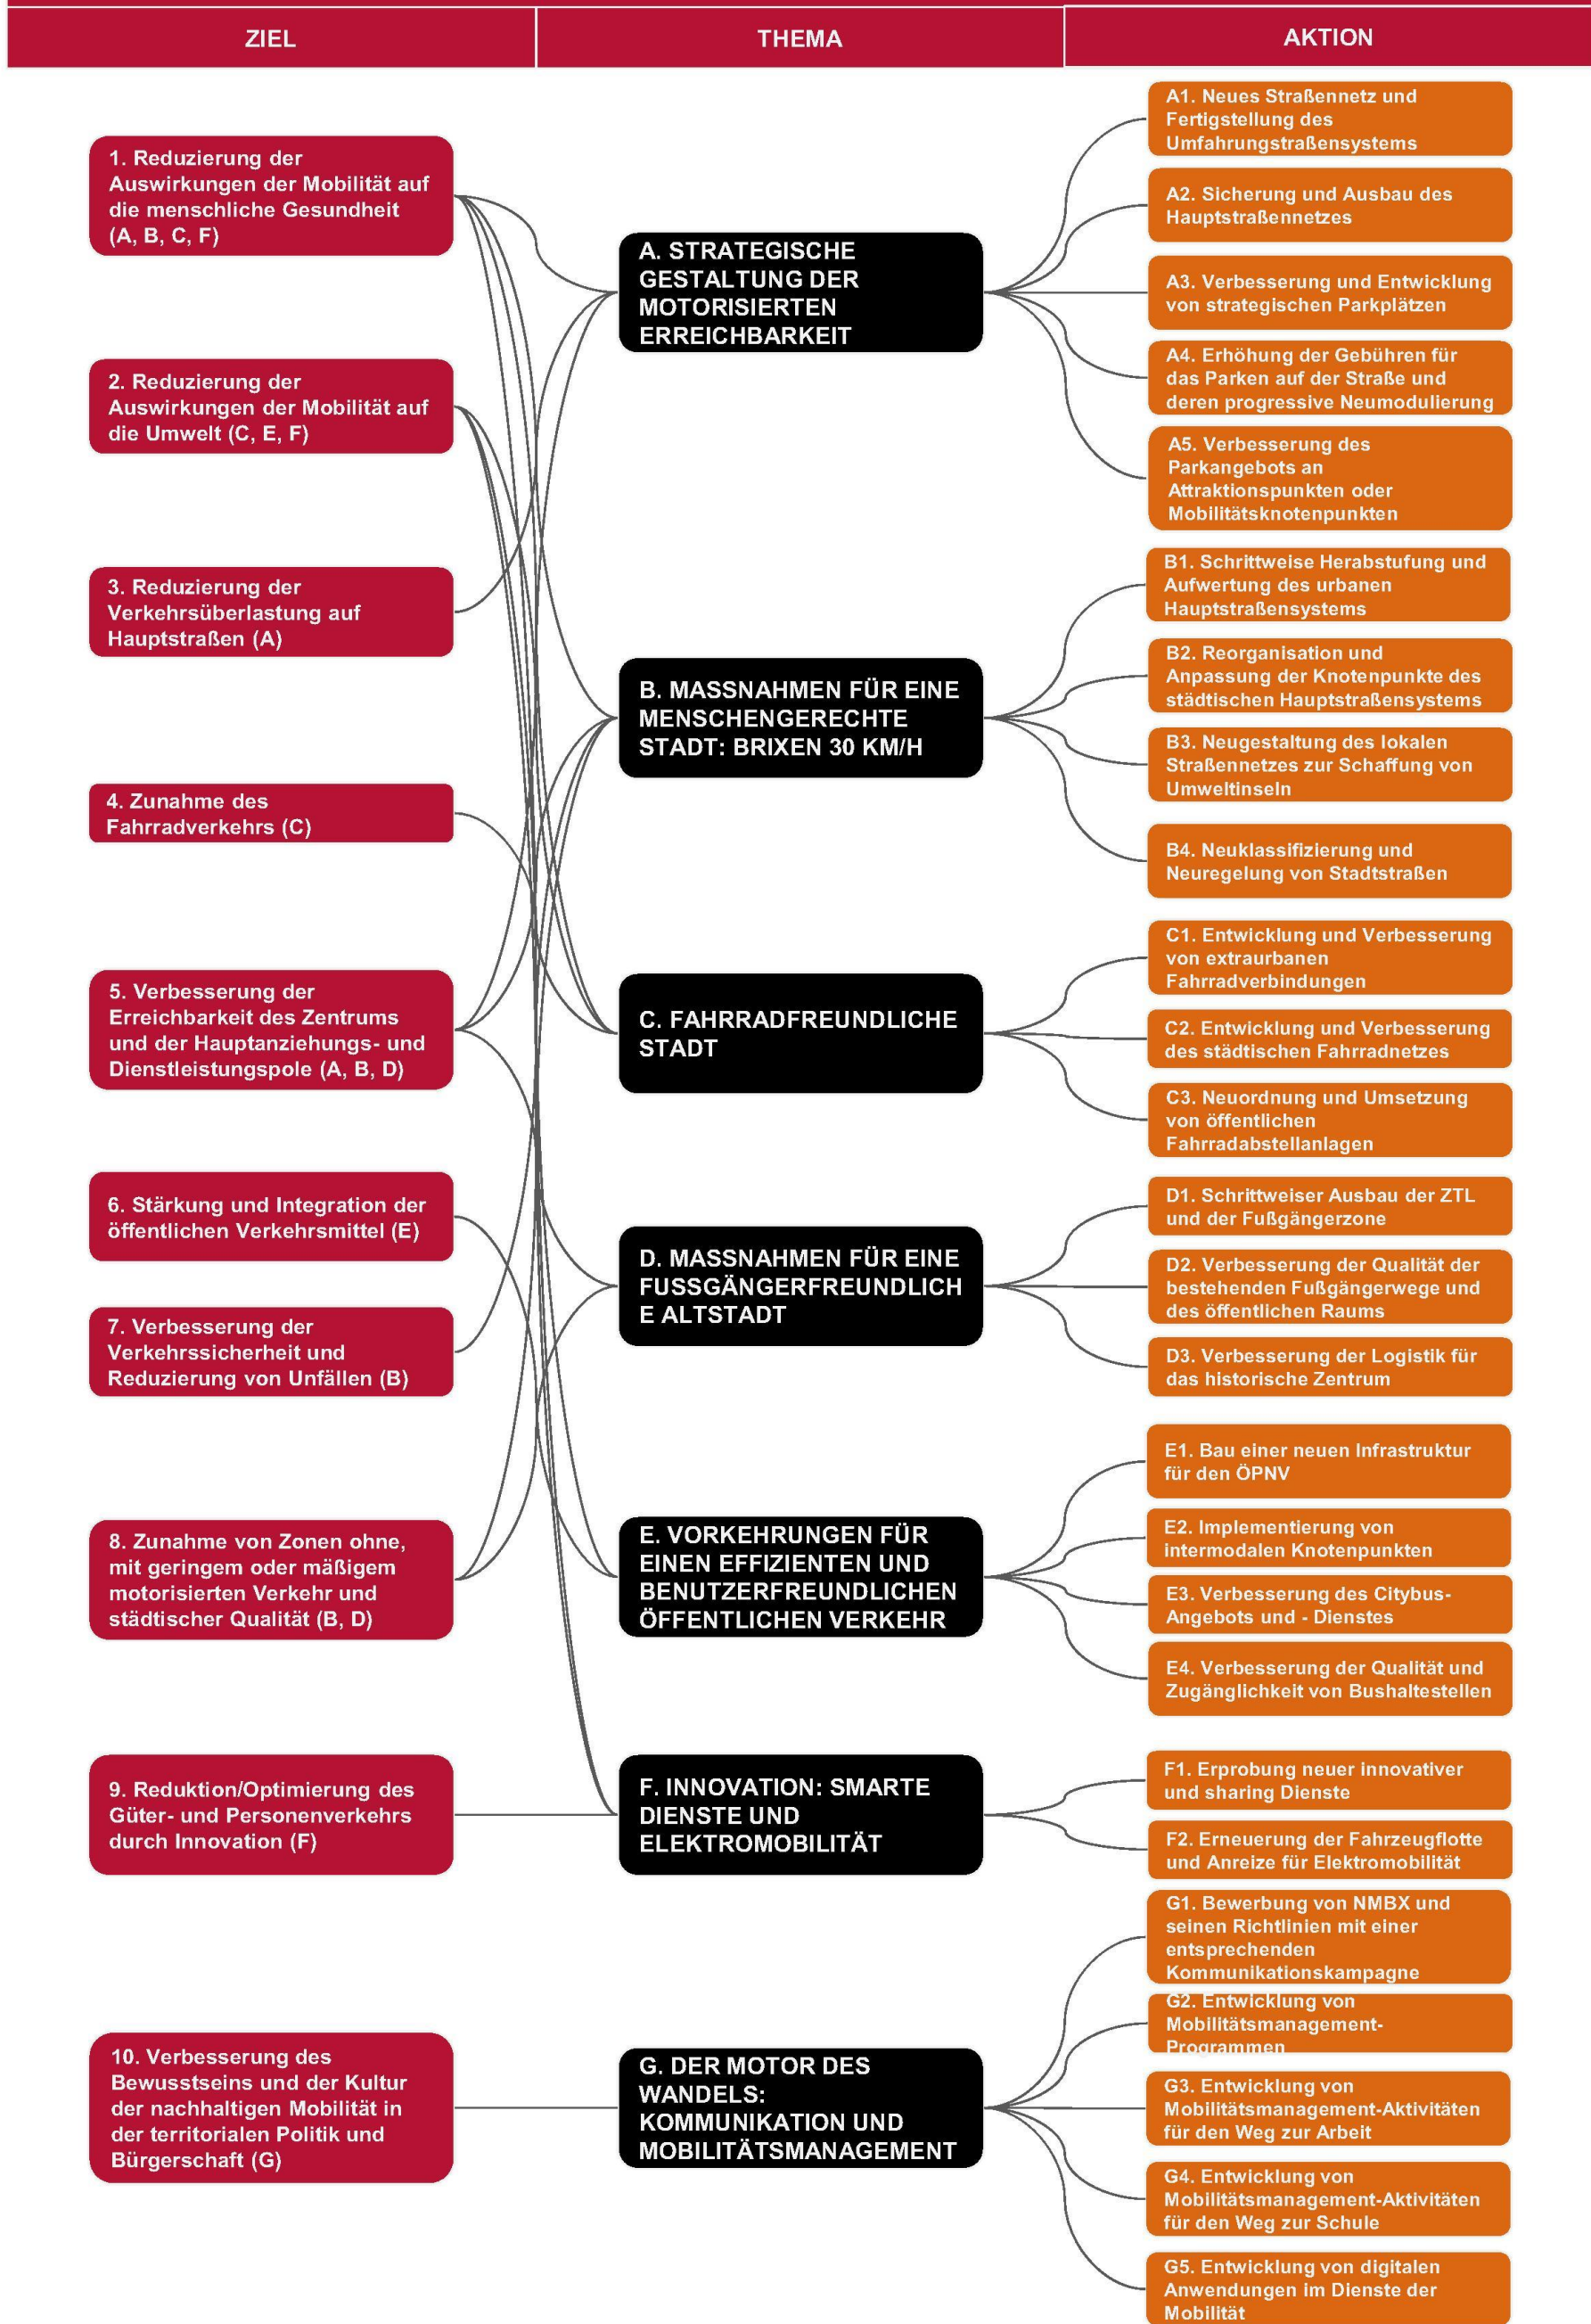 ZIEL
THEMA
AKTION
1. Reduzierung der
Auswirkungen der Mobilität auf
die menschliche Gesundheit
(A, B, C, F)
2. Reduzierung der
Auswirkungen der Mobilität auf
die Umwelt (C, E, F)
3. Reduzierung der
Verkehrsüberlastung auf
Hauptstraßen (A)
4. Zunahme des
Fahrradverkehrs (C)
5. Verbesserung der
Erreichbarkeit des Zentrums
und der Hauptanziehungs- und
Dienstleistungspole (A, B, D)
6. Stärkung und Integration der
öffentlichen Verkehrsmittel (E)
7. Verbesserung der
Verkehrssicherheit und
Reduzierung von Unfällen (B)
8. Zunahme von Zonen ohne,
mit geringem oder mäßigem
motorisierten Verkehr und
städtischer Qualität (B, D)
9. Reduktion/Optimierung des
Güter- und Personenverkehrs
durch Innovation (F)
10. Verbesserung des
Bewusstseins und der Kultur
der nachhaltigen Mobilität in
der territorialen Politik und
Bürgerschaft (G)
A. STRATEGISCHE
GESTALTUNG DER
MOTORISIERTEN
ERREICHBARKEIT
B. MASSNAHMEN FÜR EINE
MENSCHENGERECHTE
STADT: BRIXEN 30 KM/H
C. FAHRRADFREUNDLICHE
STADT
D. MASSNAHMEN FÜR EINE
FUSSGÄNGERFREUNDLICH
E ALTSTADT
E. VORKEHRUNGEN FÜR
EINEN EFFIZIENTEN UND
BENUTZERFREUNDLICHEN
ÖFFENTLICHEN VERKEHR
F. INNOVATION: SMARTE
DIENSTE UND
ELEKTROMOBILITÄT
G. DER MOTOR DES
WANDELS:
KOMMUNIKATION UND
MOBILITÄTSMANAGEMENT
A1. Neues Straßennetz und
Fertigstellung des
Umfahrungstraßensystems
A2. Sicherung und Ausbau des
Hauptstraßennetzes
A3. Verbesserung und Entwicklung
von strategischen Parkplätzen
A4. Erhöhung der Gebühren für
das Parken auf der Straße und
deren progressive Neumodulierung
A5. Verbesserung des
Parkangebots an
Attraktionspunkten oder
Mobilitätsknotenpunkten
B1. Schrittweise Herabstufung und
Aufwertung des urbanen
Hauptstraßensystems
B2. Reorganisation und
Anpassung der Knotenpunkte des
städtischen Hauptstraßensystems
B3. Neugestaltung des lokalen
Straßennetzes zur Schaffung von
Umweltinseln
B4. Neuklassifizierung und
Neuregelung von Stadtstraßen
C1. Entwicklung und Verbesserung
von extraurbanen
Fahrradverbindungen
C2. Entwicklung und Verbesserung
des städtischen Fahrradnetzes
C3. Neuordnung und Umsetzung
von öffentlichen
Fahrradabstellanlagen
D1. Schrittweiser Ausbau der ZTL
und der Fußgängerzone
D2. Verbesserung der Qualität der
bestehenden Fußgängerwege und
des öffentlichen Raums
D3. Verbesserung der Logistik für
das historische Zentrum
E1. Bau einer neuen Infrastruktur
für den ÖPNV
E2. Implementierung von
intermodalen Knotenpunkten
E3. Verbesserung des Citybus-
Angebots und - Dienstes
E4. Verbesserung der Qualität und
Zugänglichkeit von Bushaltestellen
F1. Erprobung neuer innovativer
und sharing Dienste
F2. Erneuerung der Fahrzeugflotte
und Anreize für Elektromobilität
G1. Bewerbung von NMBX und
seinen Richtlinien mit einer
entsprechenden
Kommunikationskampagne
G2. Entwicklung von
Mobilitätsmanagement-
Programmen
G3. Entwicklung von
Mobilitätsmanagement-Aktivitäten
für den Weg zur Arbeit
G4. Entwicklung von
Mobilitätsmanagement-Aktivitäten
für den Weg zur Schule
G5. Entwicklung von digitalen
Anwendungen im Dienste der
Mobilität